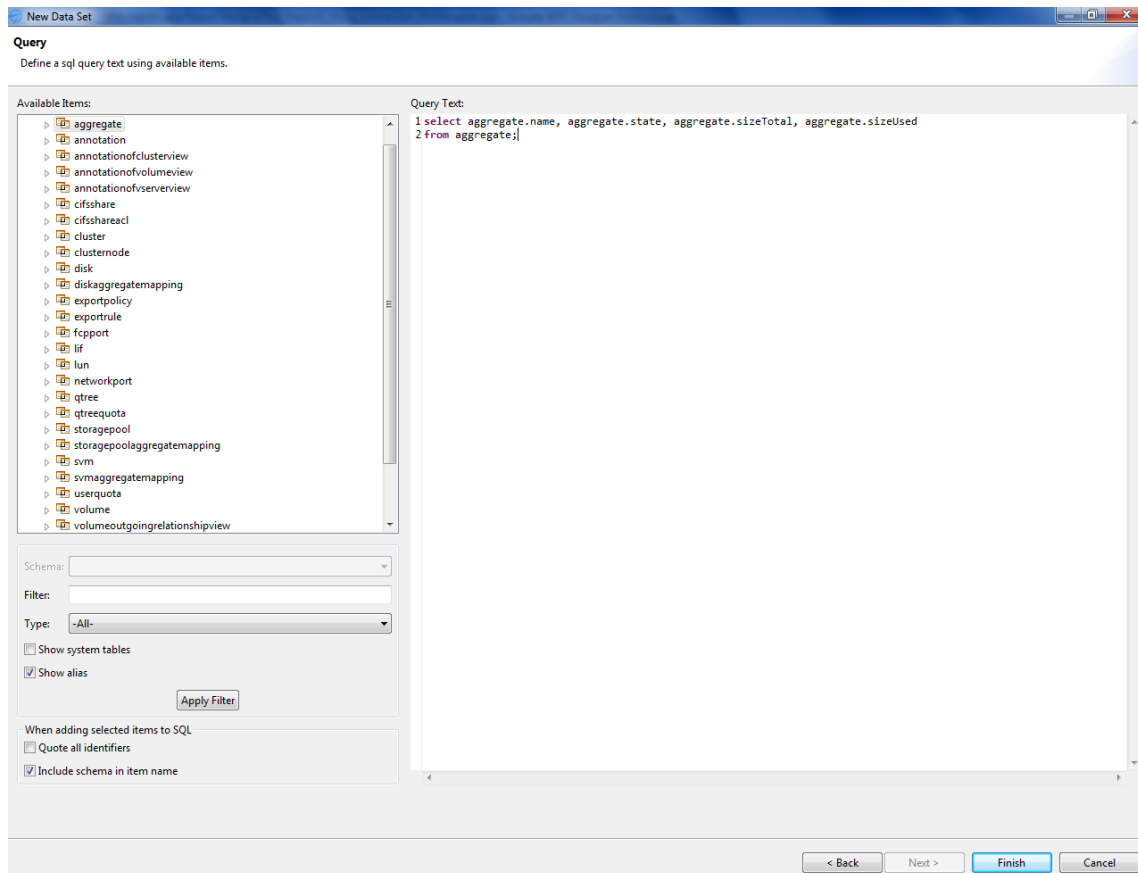 New Data Set
Query
Define a sql query text using available items.
Available Items:
aggregate
annotation
annotationofclusterview
annotationofvolumeview
annotationofvserverview
cifsshare
cifsshareacl
cluster
clusternode
disk
diskaggregatemapping
exportpolicy
exportrule
fcpport
lif
lun
networkport
qtree
qtreequota
storagepool
storagepoolaggregatemapping
svm
svmaggregatemapping
userquota
volume
volumeoutgoingrelationshipview
Schema:
Filter:
Type: -All-
Show system tables
Show alias
Apply Filter
When adding selected items to SQL
Quote all identifiers
Include schema in item name
Query Text:
1 select aggregate.name, aggregate.state, aggregate.sizeTotal, aggregate.sizeUsed
2 from aggregate;
< Back Next > Finish Cancel